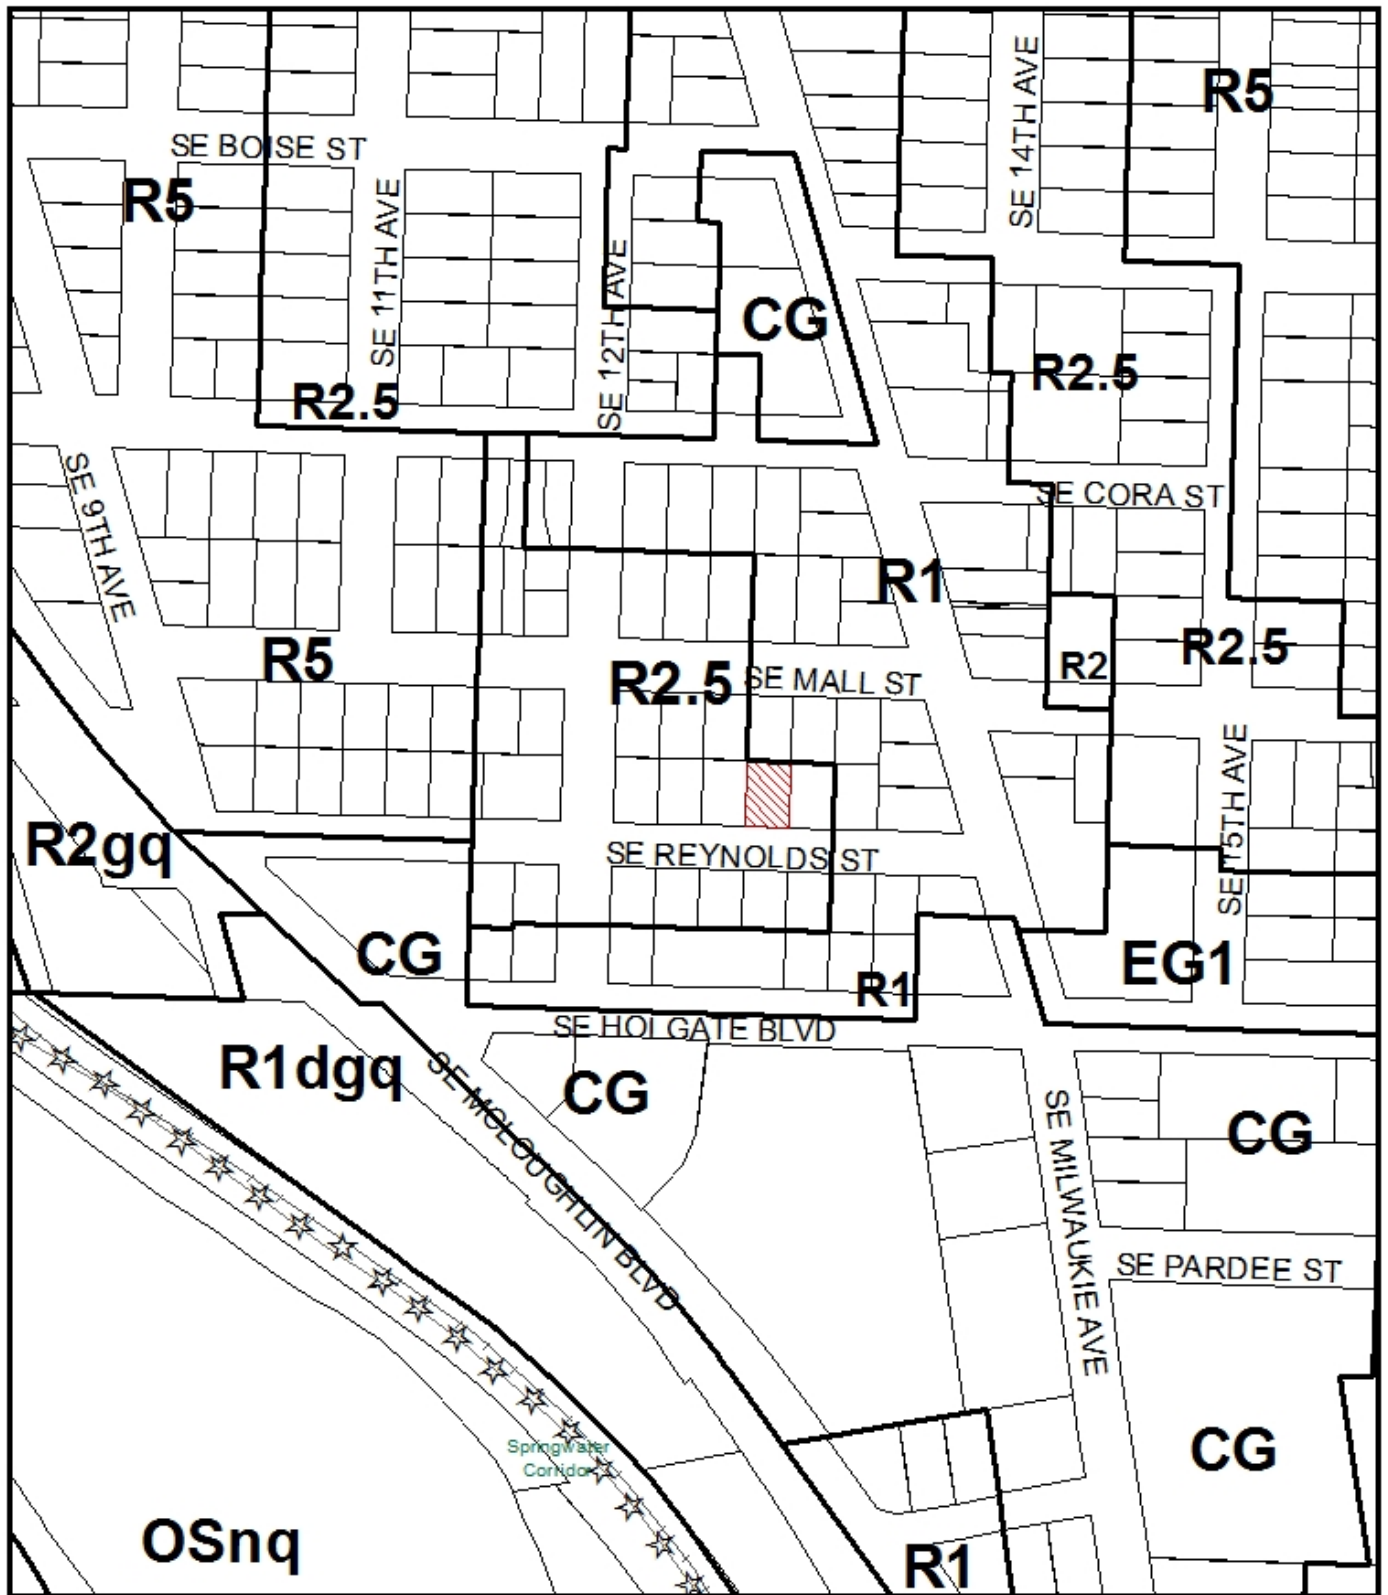 R5
SE 14TH AVE
SE BOISE ST
R5
SE 11TH AVE
SE 12TH AVE
CG
R2.5
R2.5
SE 9TH AVE
SE CORA ST
R1
R5
R2.5
SE MALL ST
R2
R2.5
SE 15TH AVE
R2gq
SE REYNOLDS ST
CG
EG1
R1
SE HOLGATE BLVD
R1dgq
CG
SE MCLOUGHLIN BLVD
SE MILWAUKIE AVE
CG
SE PARDEE ST
CG
Springwater
Corridor
OSnq
R1